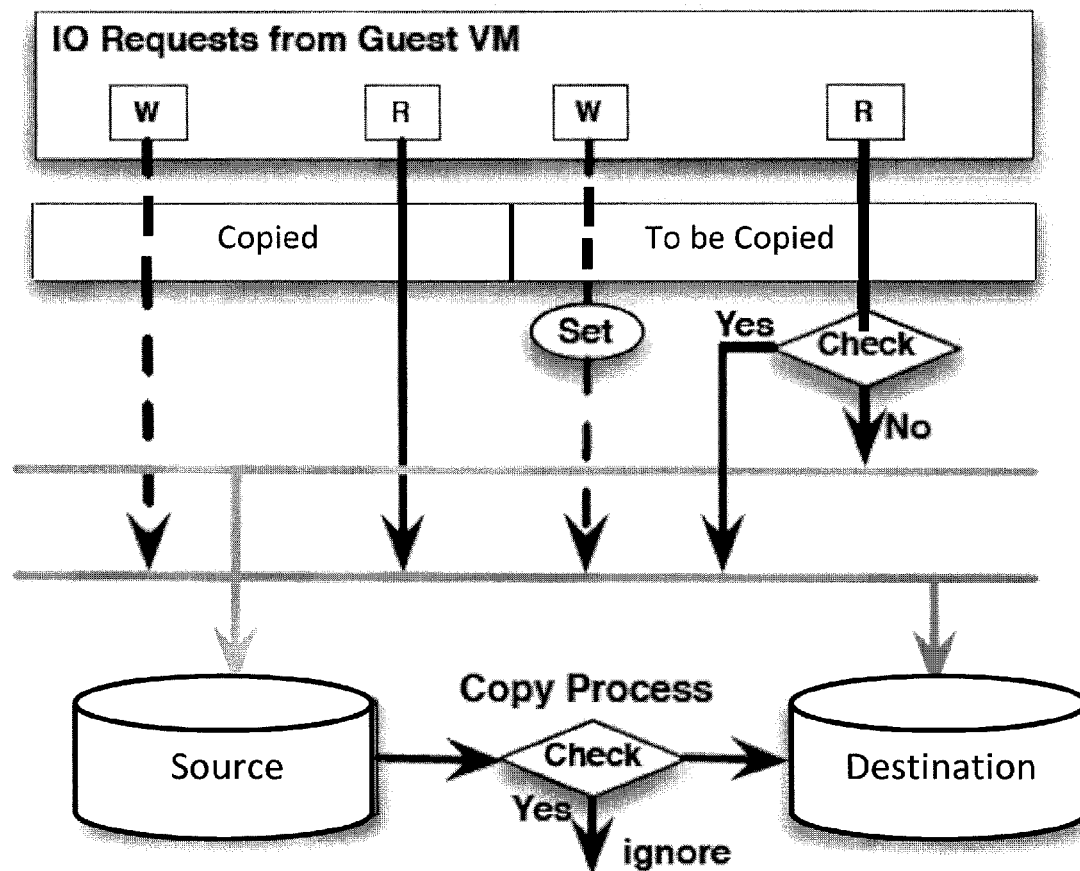 IO Requests from Guest VM
W R W R
Copied To be Copied
Set Yes Check
No
Copy Process
Source Check Destination
Yes
ignore